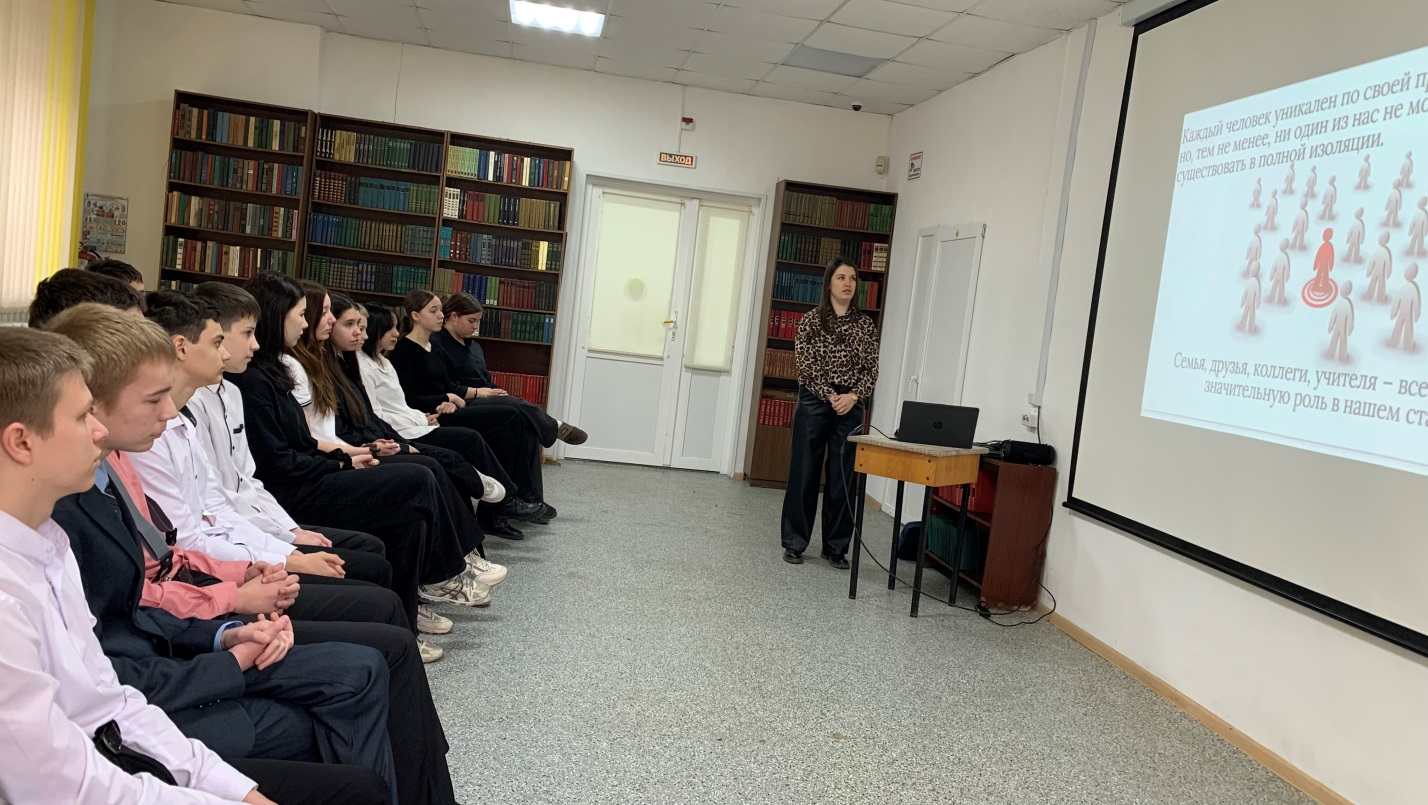 ВЫХОД
Каждый человек уникален по своей
но, тем не менее, ни один из нас не
существовать в полной изоляции.
Семья, друзья, коллеги, учителя – все
значительную роль в нашем